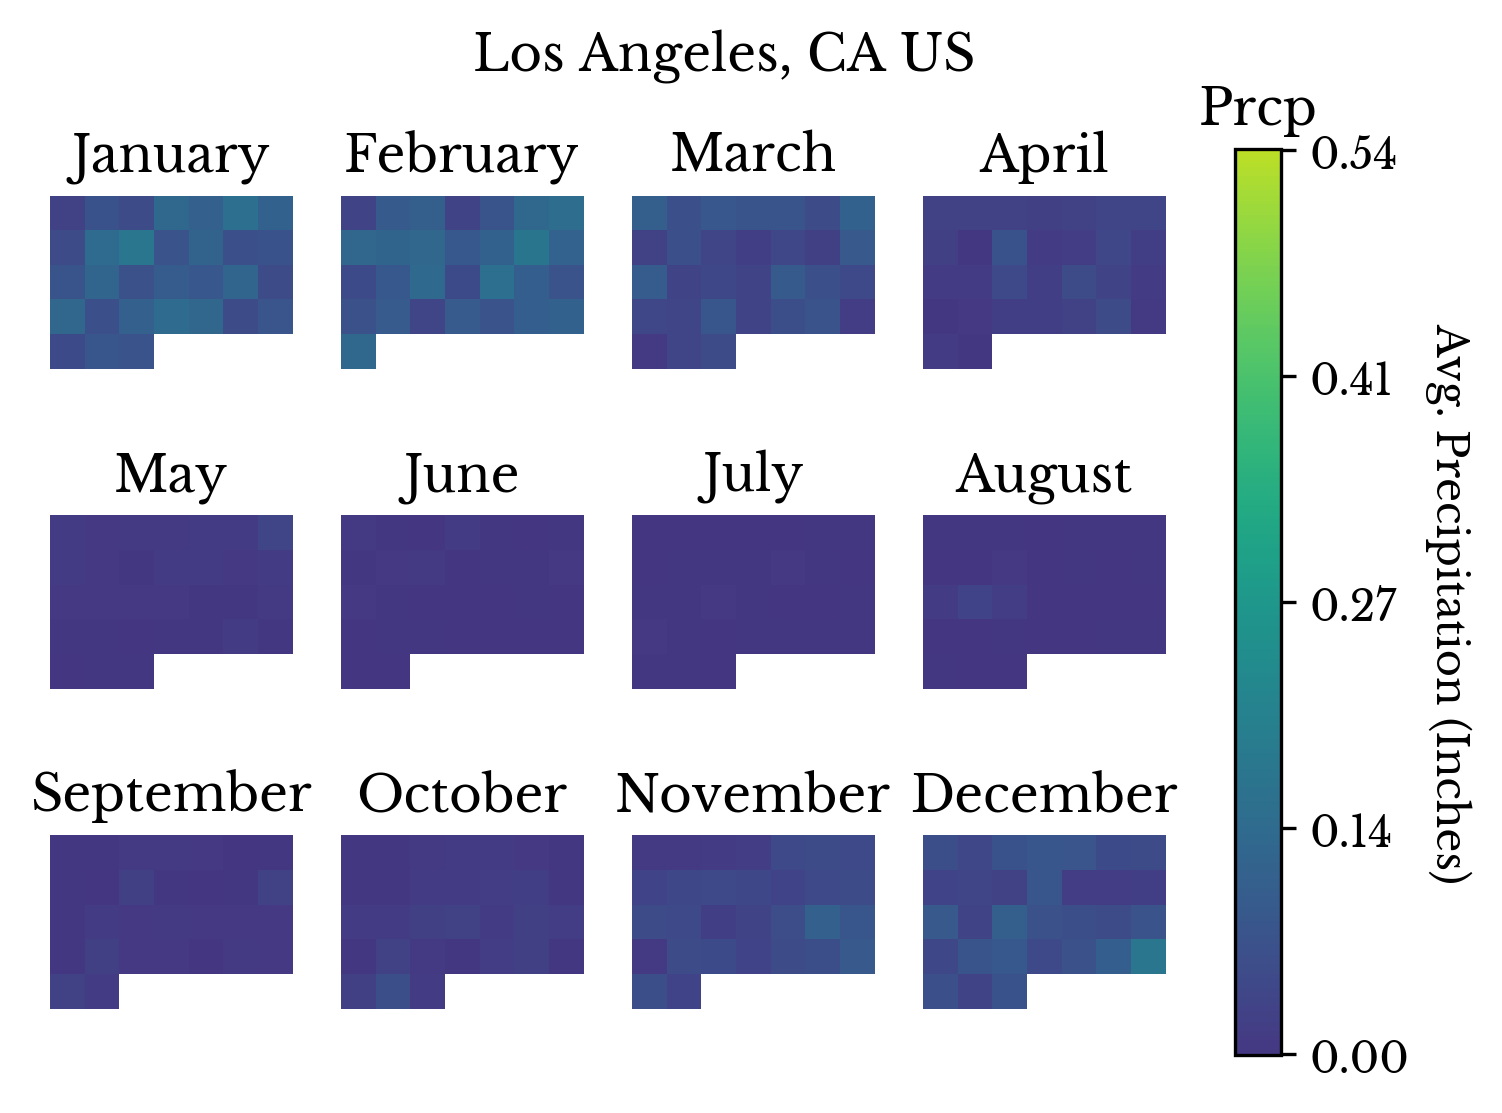 Los Angeles, CA US
Prcp
January
February
March
April
May
June
July
August
September
October
November
December
0.54
0.41
0.27
0.14
0.00
Avg. Precipitation (Inches)